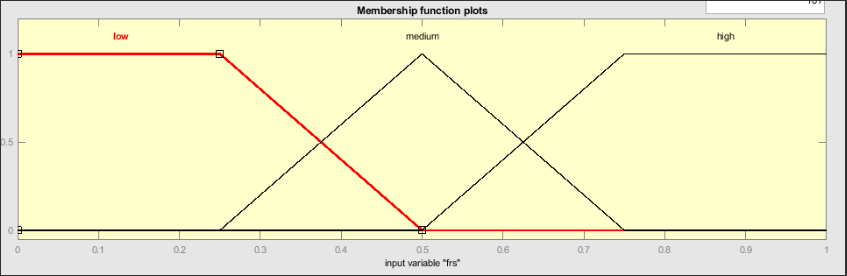 Membership function plots
low medium high
1
0.5
0
0 0.1 0.2 0.3 0.4 0.5 0.6 0.7 0.8 0.9 1
input variable "frs"